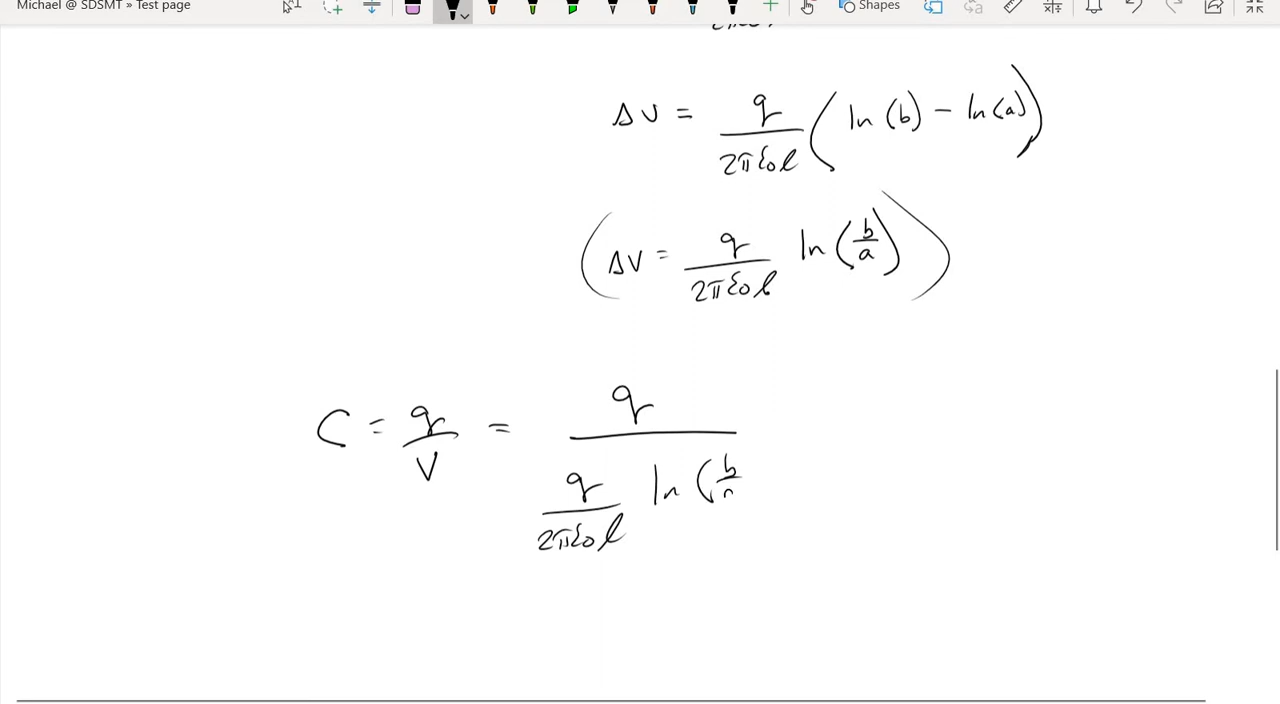 Michael @ SDSMT » Test page Shapes
ΔV = q/(2πε₀l) (ln(b) − ln(a))
(ΔV = q/(2πε₀l) ln(b/a))
C = q/V = q/(q/(2πε₀l) ln(b/